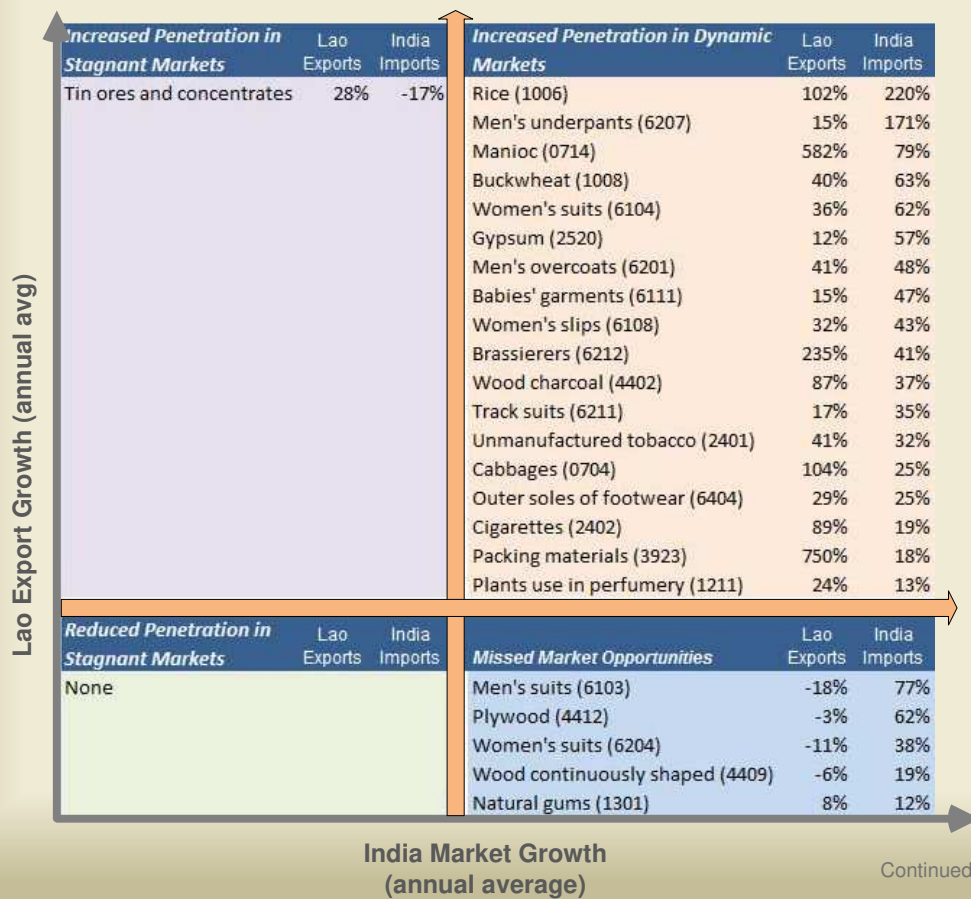 Lao Export Growth (annual avg)
Increased Penetration in Stagnant Markets Lao Exports India Imports
Tin ores and concentrates 28% -17%
Increased Penetration in Dynamic Markets Lao Exports India Imports
Rice (1006) 102% 220%
Men's underpants (6207) 15% 171%
Manioc (0714) 582% 79%
Buckwheat (1008) 40% 63%
Women's suits (6104) 36% 62%
Gypsum (2520) 12% 57%
Men's overcoats (6201) 41% 48%
Babies' garments (6111) 15% 47%
Women's slips (6108) 32% 43%
Brassierers (6212) 235% 41%
Wood charcoal (4402) 87% 37%
Track suits (6211) 17% 35%
Unmanufactured tobacco (2401) 41% 32%
Cabbages (0704) 104% 25%
Outer soles of footwear (6404) 29% 25%
Cigarettes (2402) 89% 19%
Packing materials (3923) 750% 18%
Plants use in perfumery (1211) 24% 13%
Reduced Penetration in Stagnant Markets Lao Exports India Imports
None
Missed Market Opportunities Lao Exports India Imports
Men's suits (6103) -18% 77%
Plywood (4412) -3% 62%
Women's suits (6204) -11% 38%
Wood continuously shaped (4409) -6% 19%
Natural gums (1301) 8% 12%
India Market Growth
(annual average)
Continued